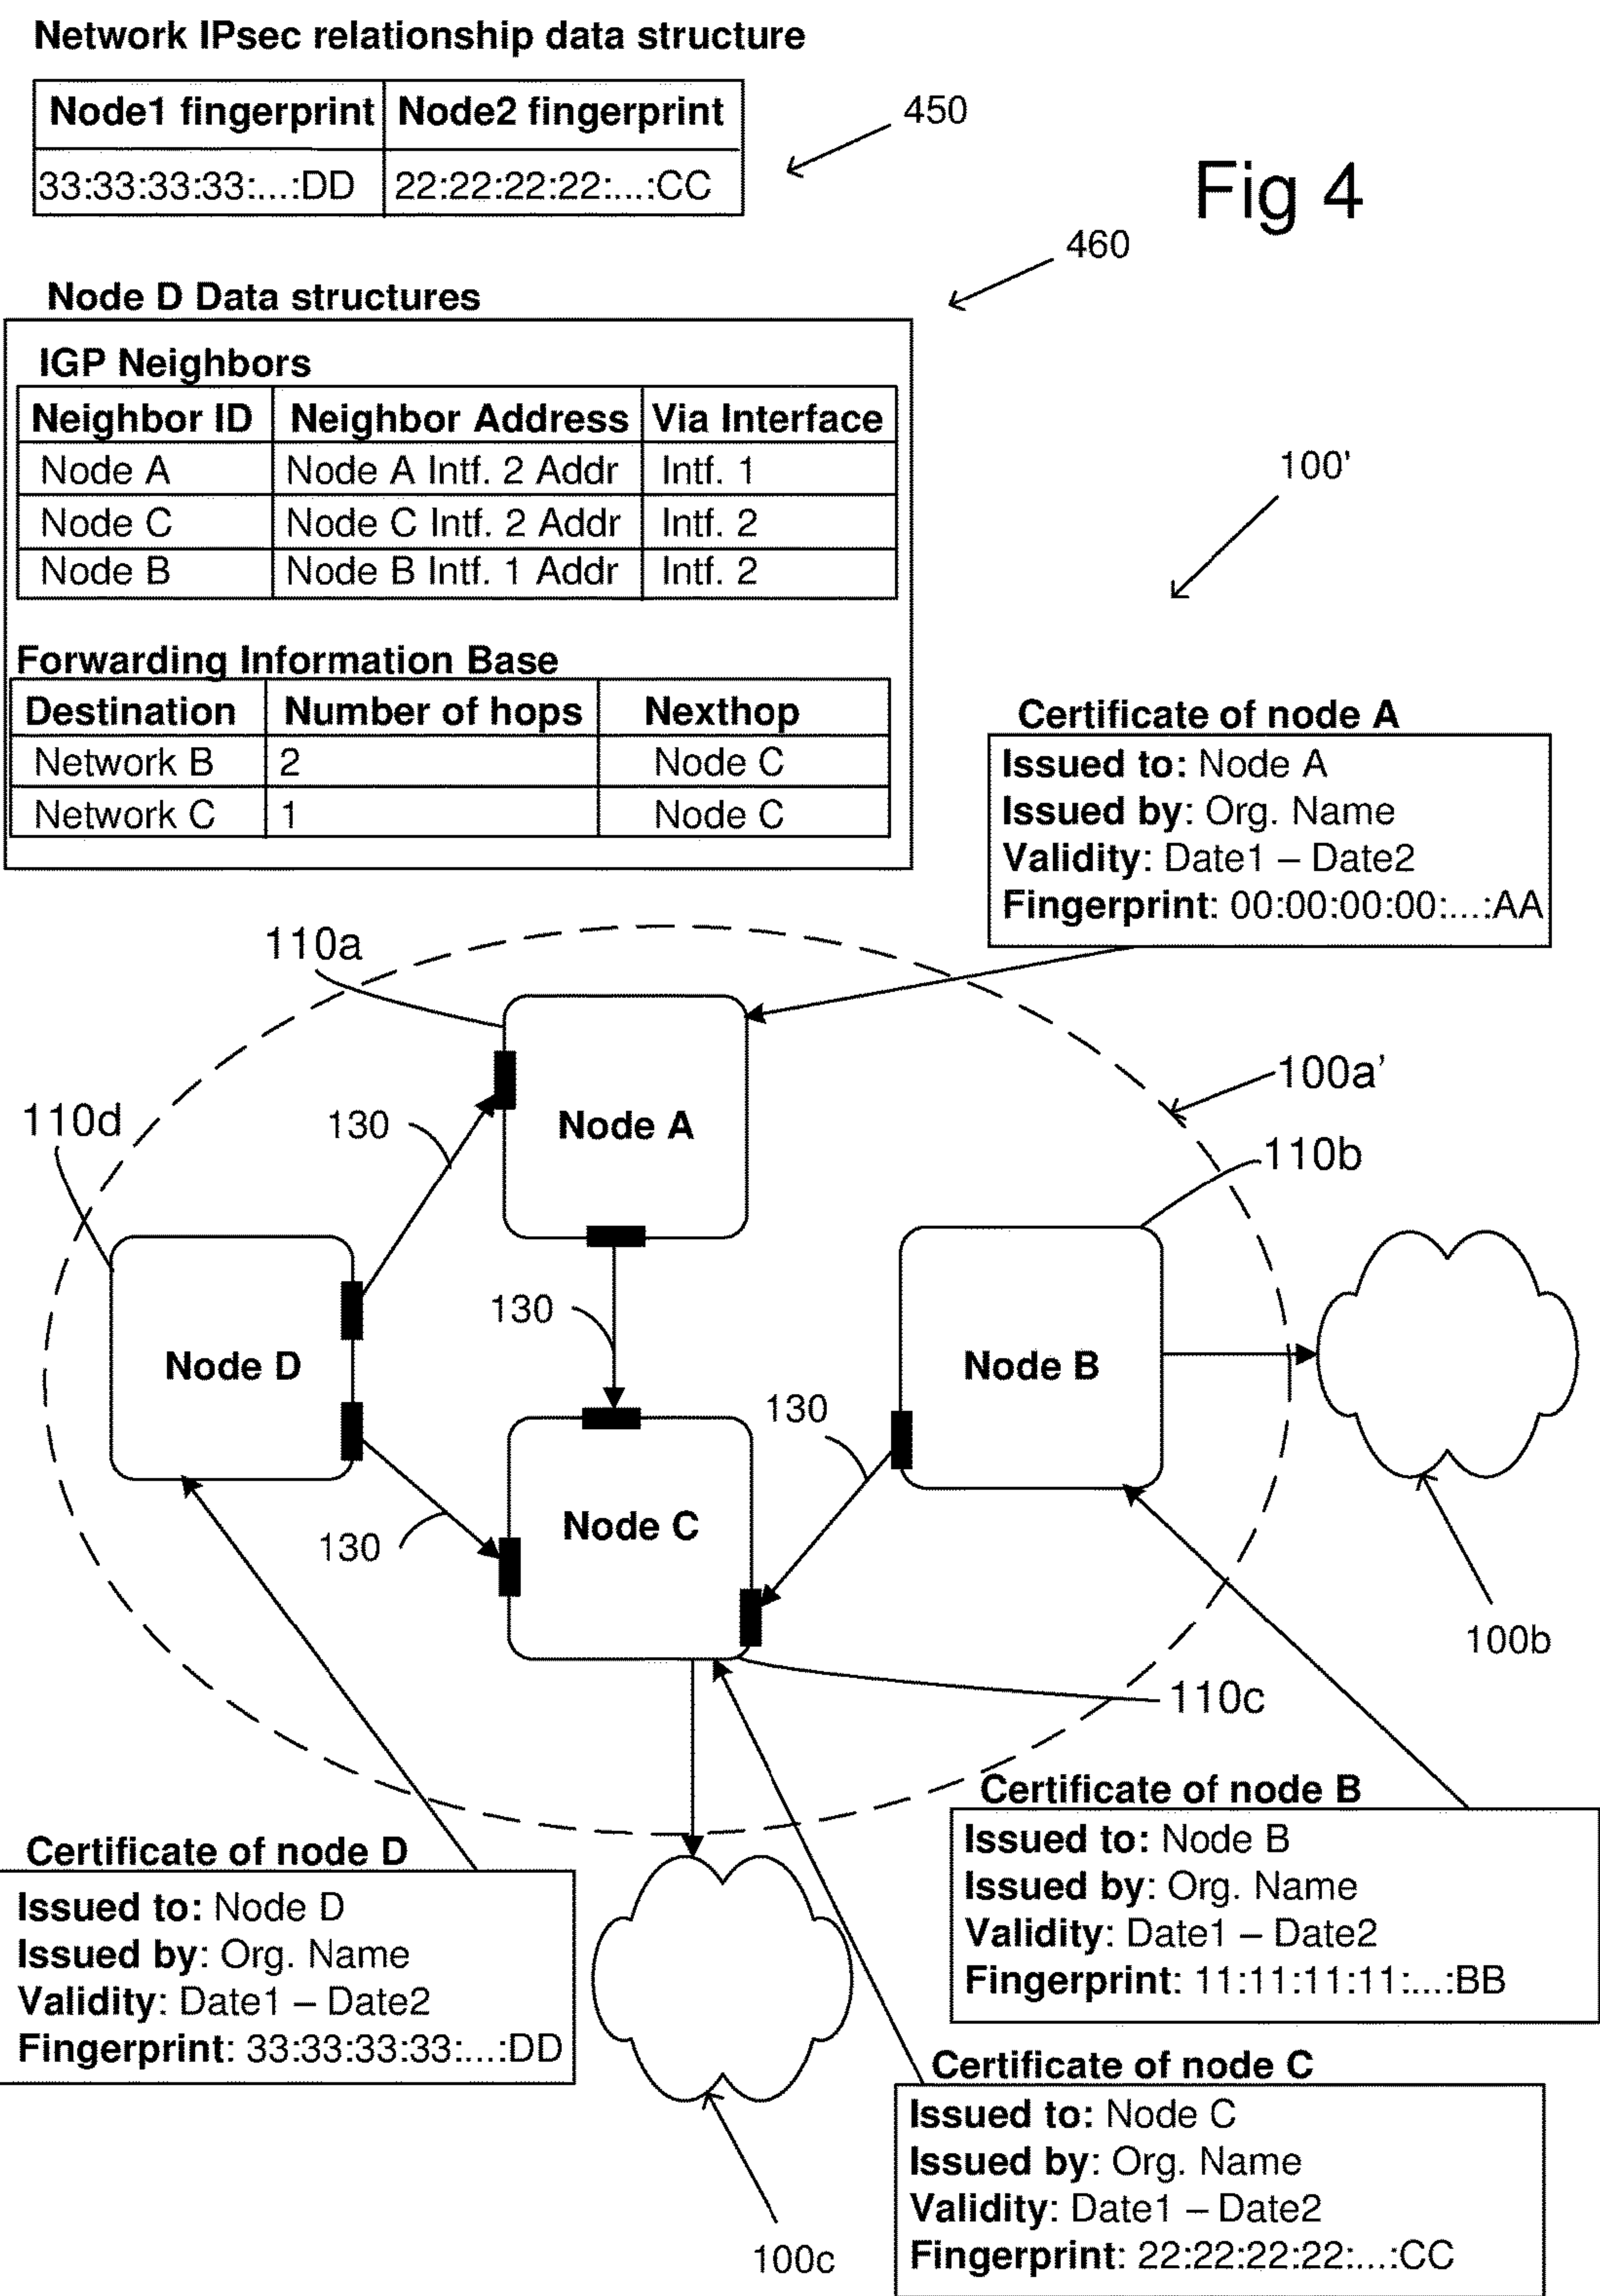 Network IPsec relationship data structure
Node1 fingerprint Node2 fingerprint
33:33:33:33:...:DD 22:22:22:22:...:CC
450
Fig 4
460
Node D Data structures
IGP Neighbors
Neighbor ID Neighbor Address Via Interface
Node A Node A Intf. 2 Addr Intf. 1
Node C Node C Intf. 2 Addr Intf. 2
Node B Node B Intf. 1 Addr Intf. 2
100'
Forwarding Information Base
Destination Number of hops Nexthop
Network B 2 Node C
Network C 1 Node C
Certificate of node A
Issued to: Node A
Issued by: Org. Name
Validity: Date1 – Date2
Fingerprint: 00:00:00:00:...:AA
110a
100a’
110d
130
Node A
110b
130
Node D
Node B
130
Node C
130
100b
110c
Certificate of node B
Issued to: Node B
Issued by: Org. Name
Validity: Date1 – Date2
Fingerprint: 11:11:11:11:...:BB
Certificate of node D
Issued to: Node D
Issued by: Org. Name
Validity: Date1 – Date2
Fingerprint: 33:33:33:33:...:DD
Certificate of node C
Issued to: Node C
Issued by: Org. Name
Validity: Date1 – Date2
Fingerprint: 22:22:22:22:...:CC
100c